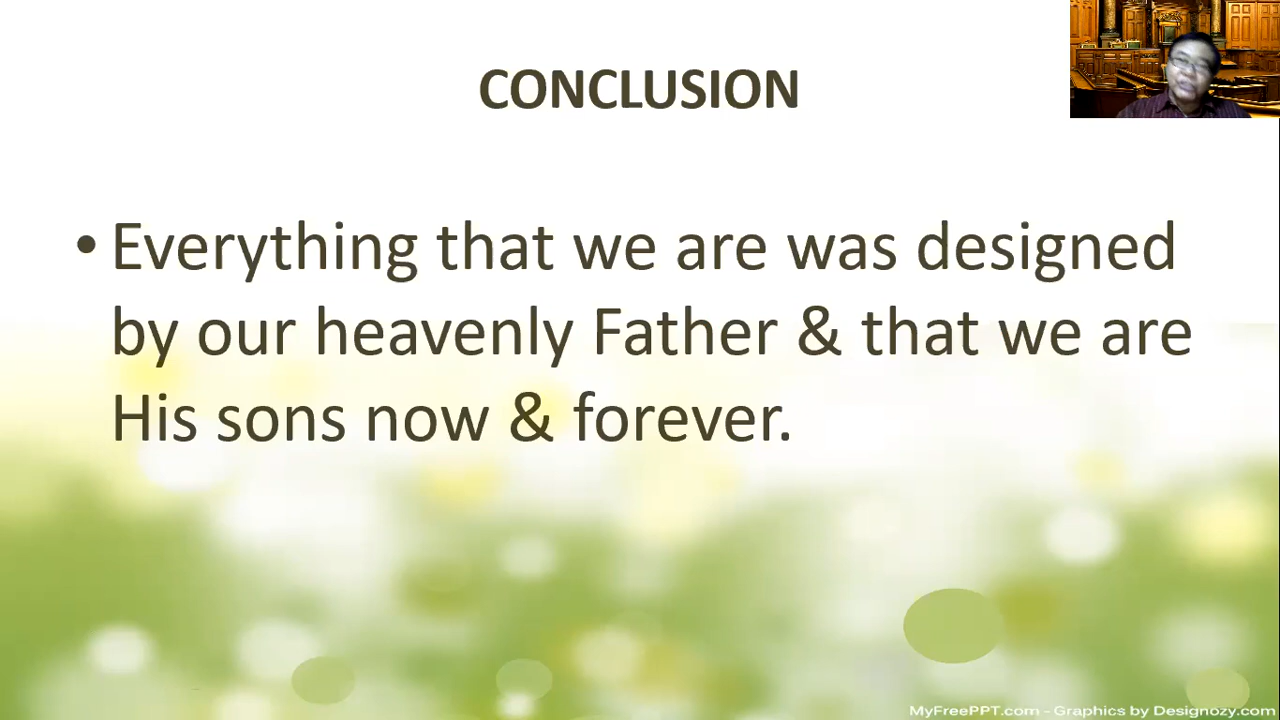 CONCLUSION
• Everything that we are was designed
by our heavenly Father & that we are
His sons now & forever.
MyFreePPT.com - Graphics by Designozy.com